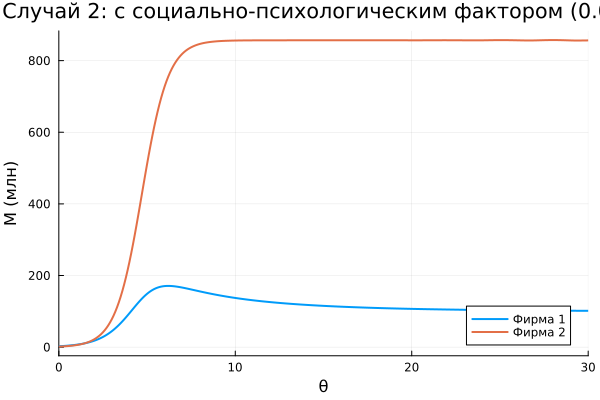 Случай 2: с социально-психологическим фактором (0.
M (млн)
800
600
400
200
0
0
10
20
30
θ
Фирма 1
Фирма 2